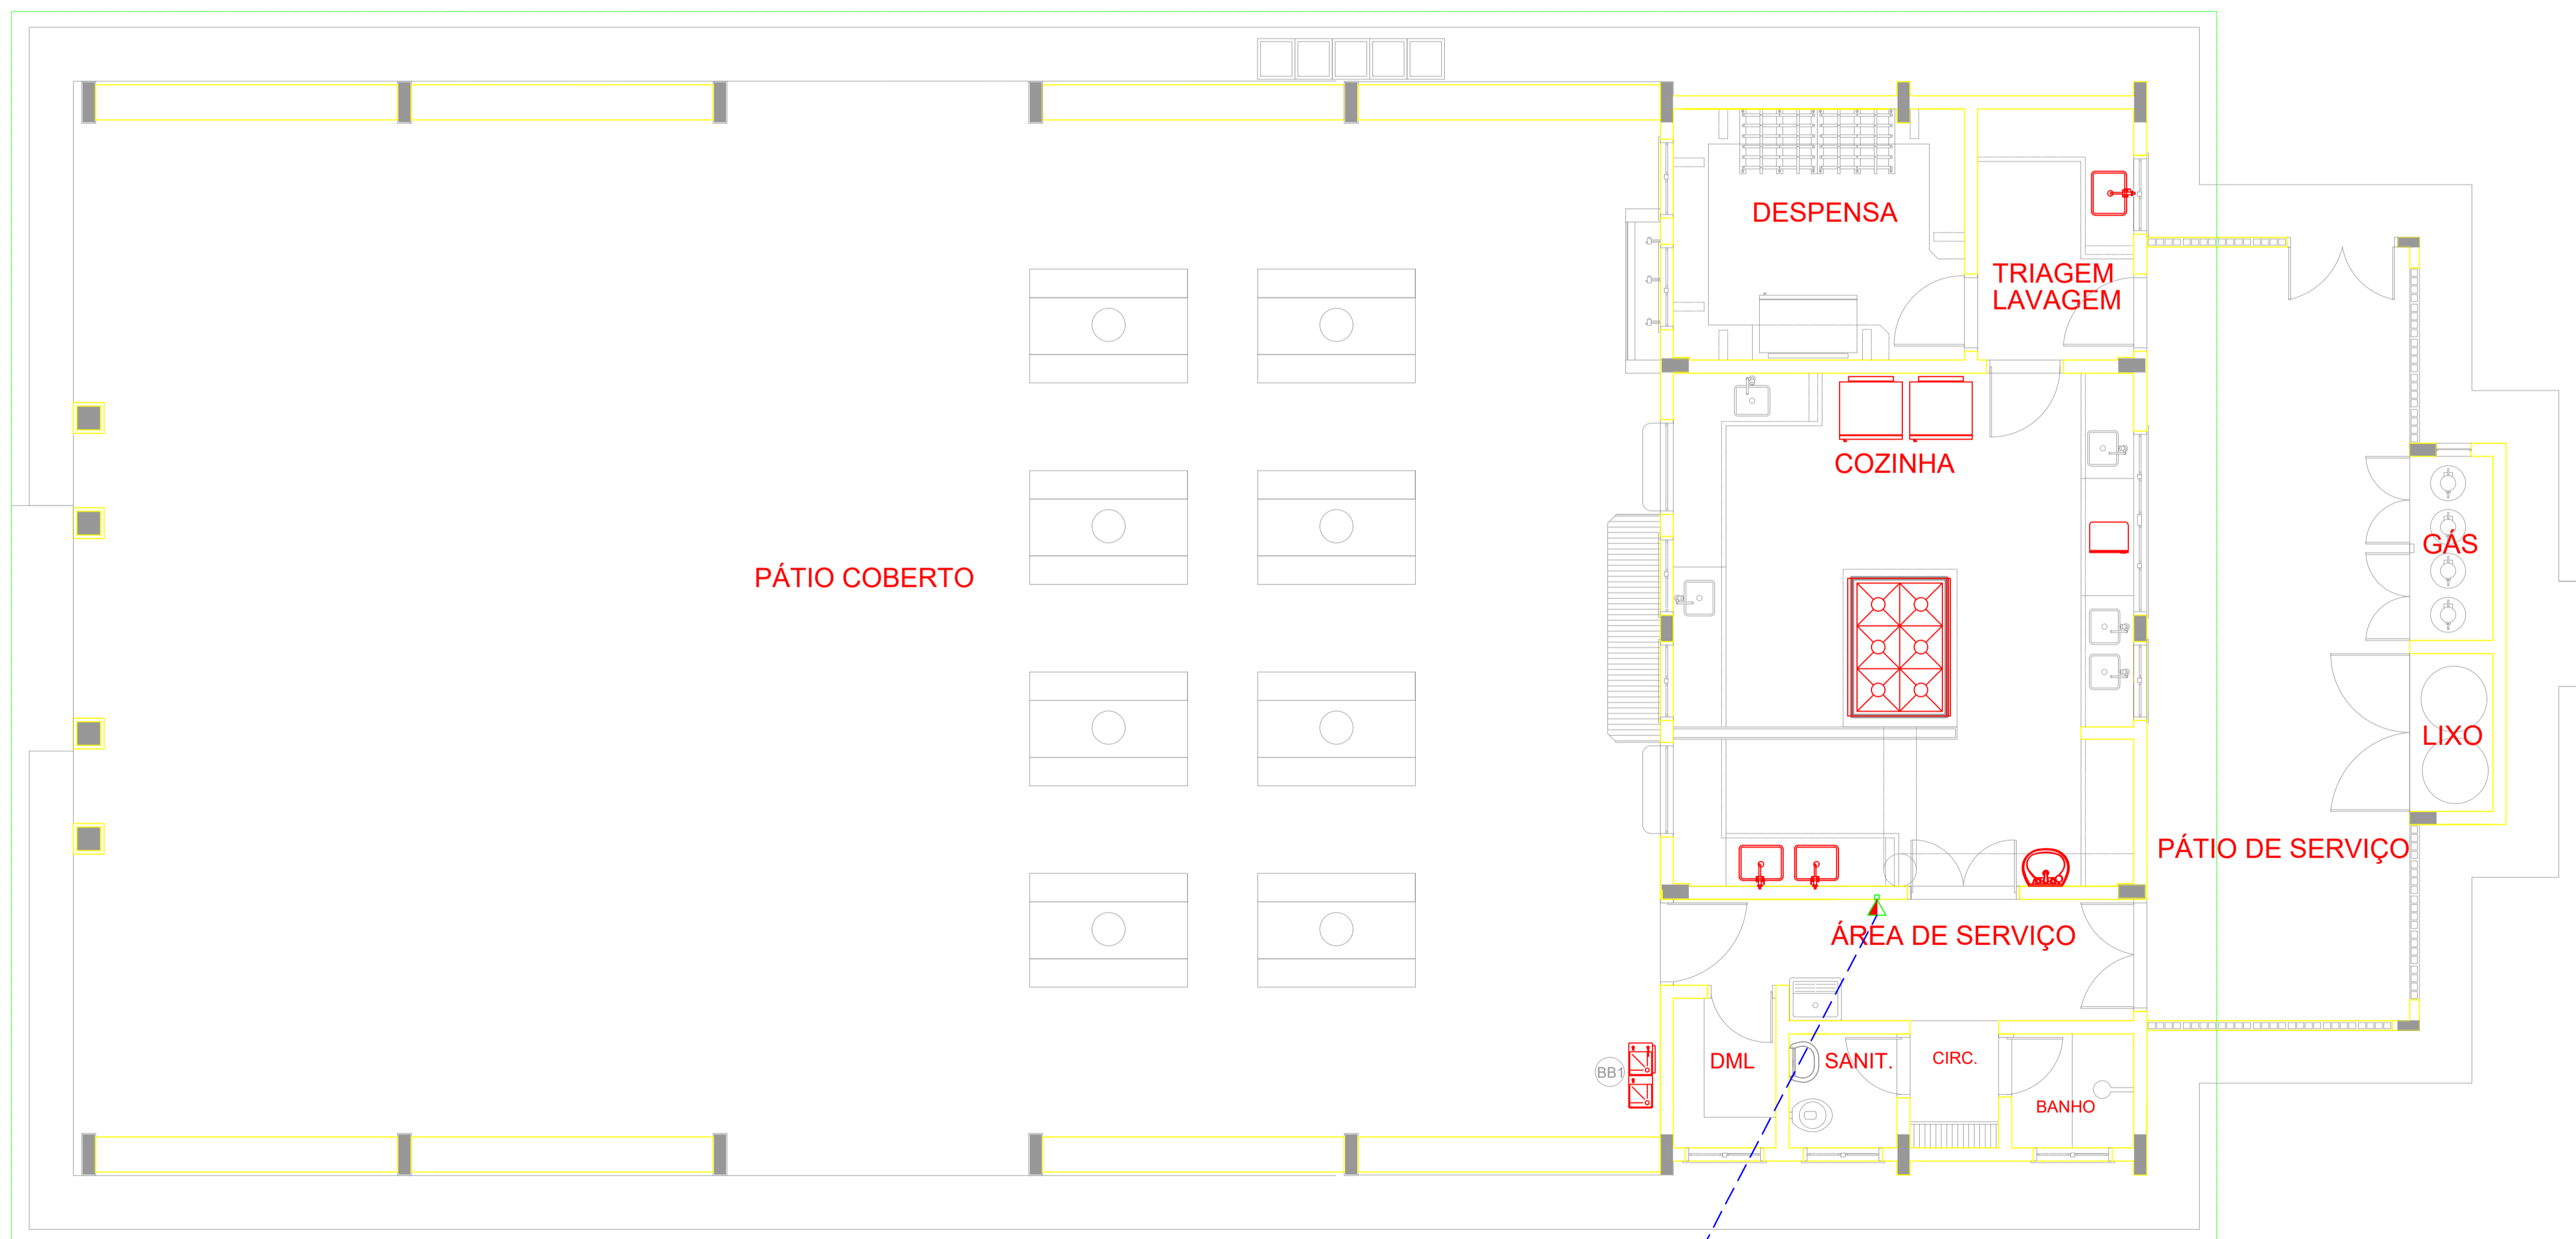 DESPENSA
TRIAGEM
LAVAGEM
COZINHA
GÁS
PÁTIO COBERTO
LIXO
PÁTIO DE SERVIÇO
ÁREA DE SERVIÇO
BB1
DML
SANIT.
CIRC.
BANHO